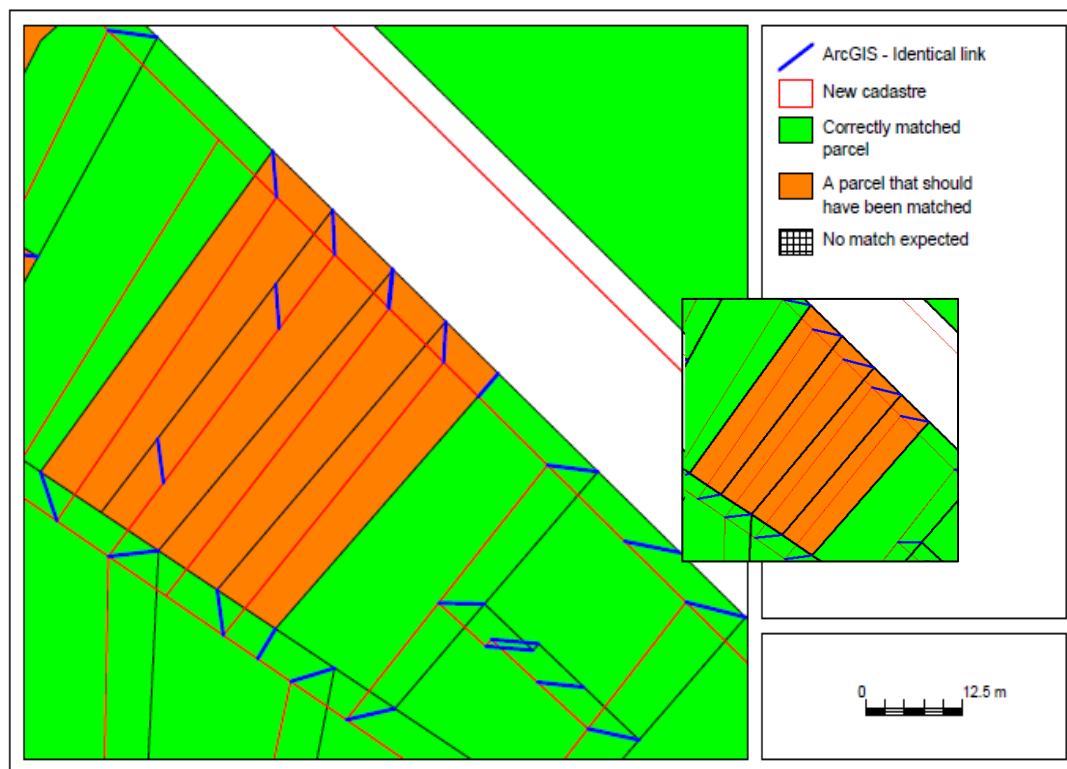 ArcGIS - Identical link
New cadastre
Correctly matched
parcel
A parcel that should
have been matched
No match expected
0 12.5 m